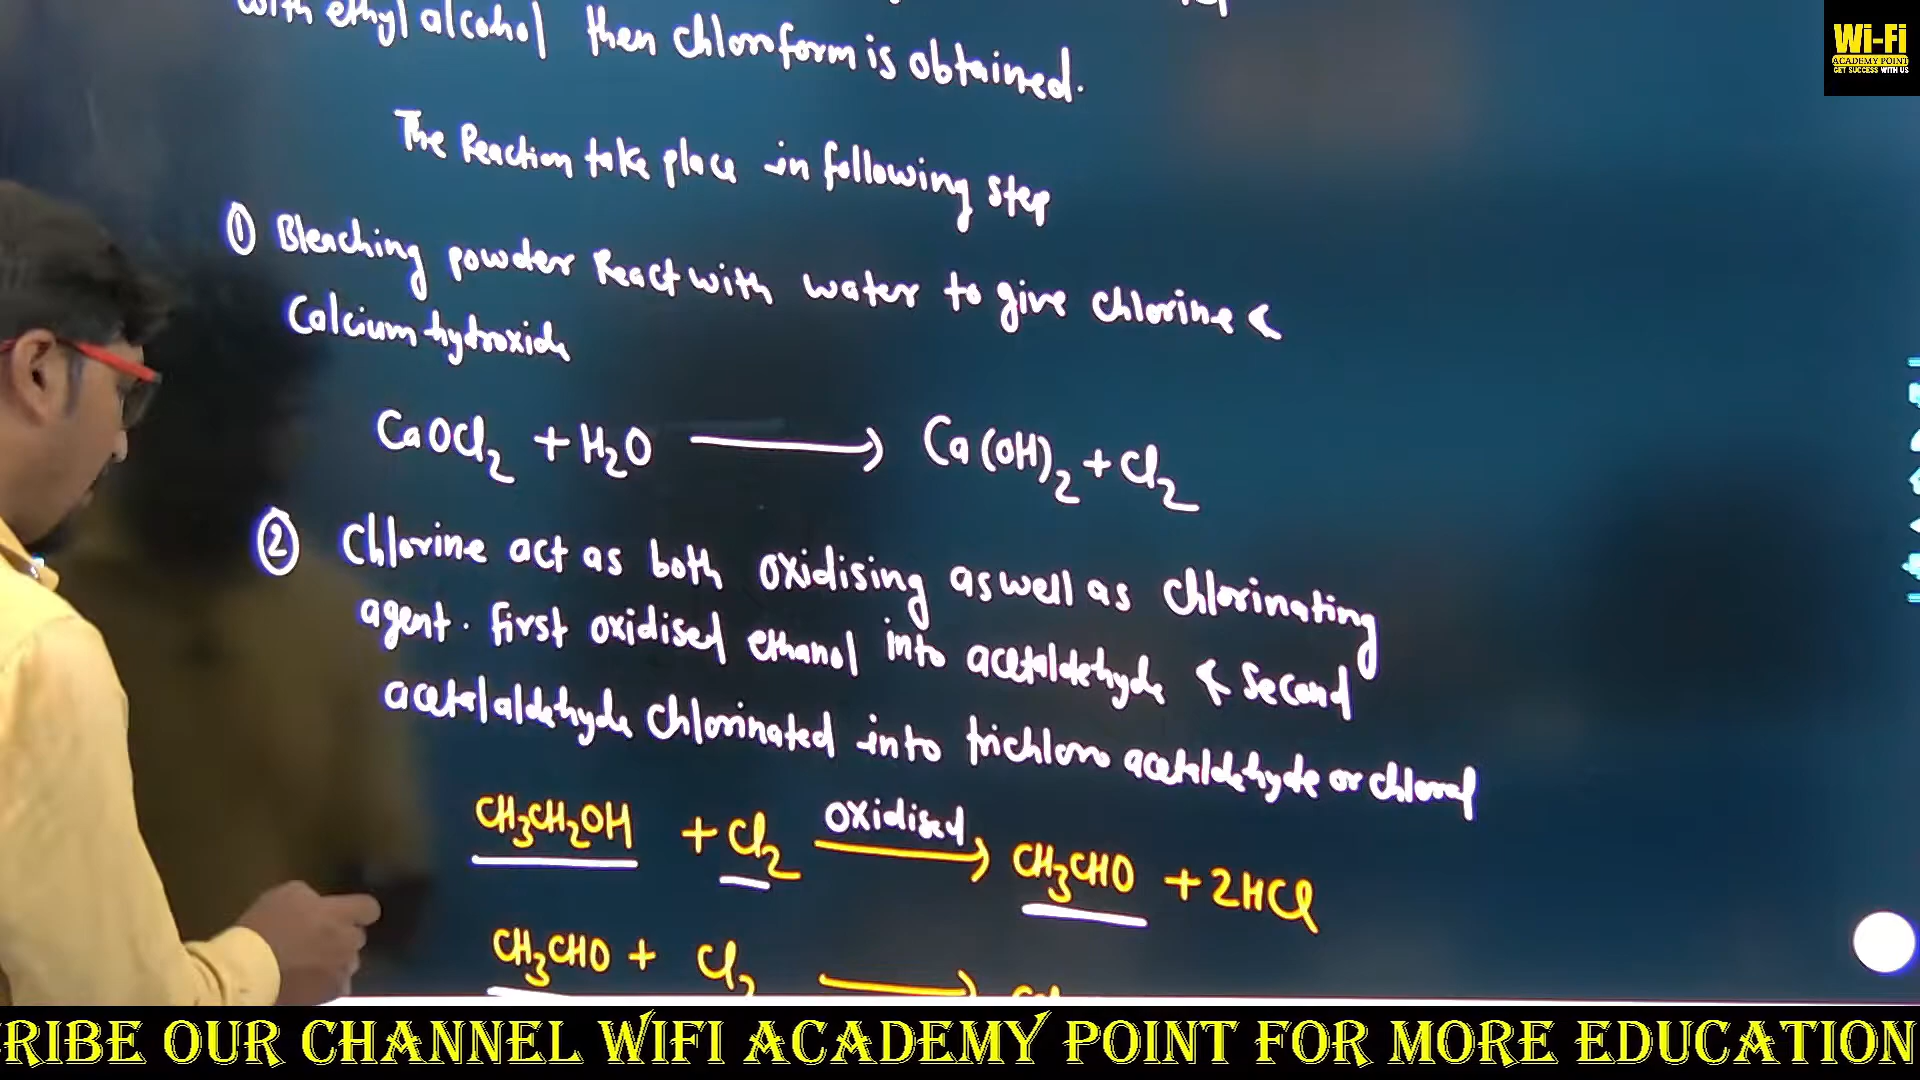 with ethyl alcohol then chloroform is obtained.
Wi-Fi
ACADEMY POINT
GET SUCCESS WITH US
The Reaction take place in following step
① Bleaching powder React with water to give chlorine &
Calcium hydroxide
CaOCl₂ + H₂O ⟶ Ca(OH)₂ + Cl₂
② Chlorine act as both oxidising as well as chlorinating
agent. First oxidised ethanol into acetaldehyde & Second
acetalaldehyde chlorinated into trichloro acetaldehyde or chloral
CH₃CH₂OH + Cl₂ oxidised ⟶ CH₃CHO + 2HCl
CH₃CHO + Cl₂ ⟶
RIBE OUR CHANNEL WIFI ACADEMY POINT FOR MORE EDUCATION